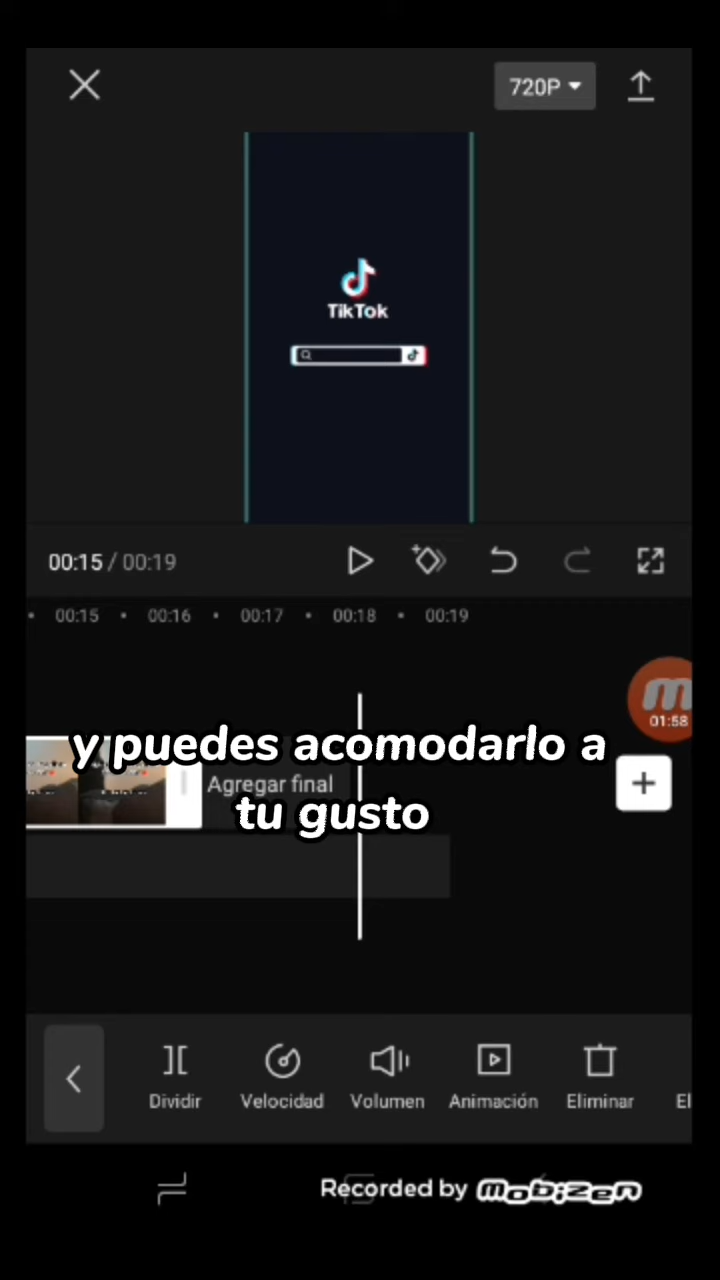 720P
TikTok
00:15 / 00:19
00:15 00:16 00:17 00:18 00:19
01:58
y puedes acomodarlo a
Agregar final
tu gusto
Dividir Velocidad Volumen Animación Eliminar El
Recorded by mobizen